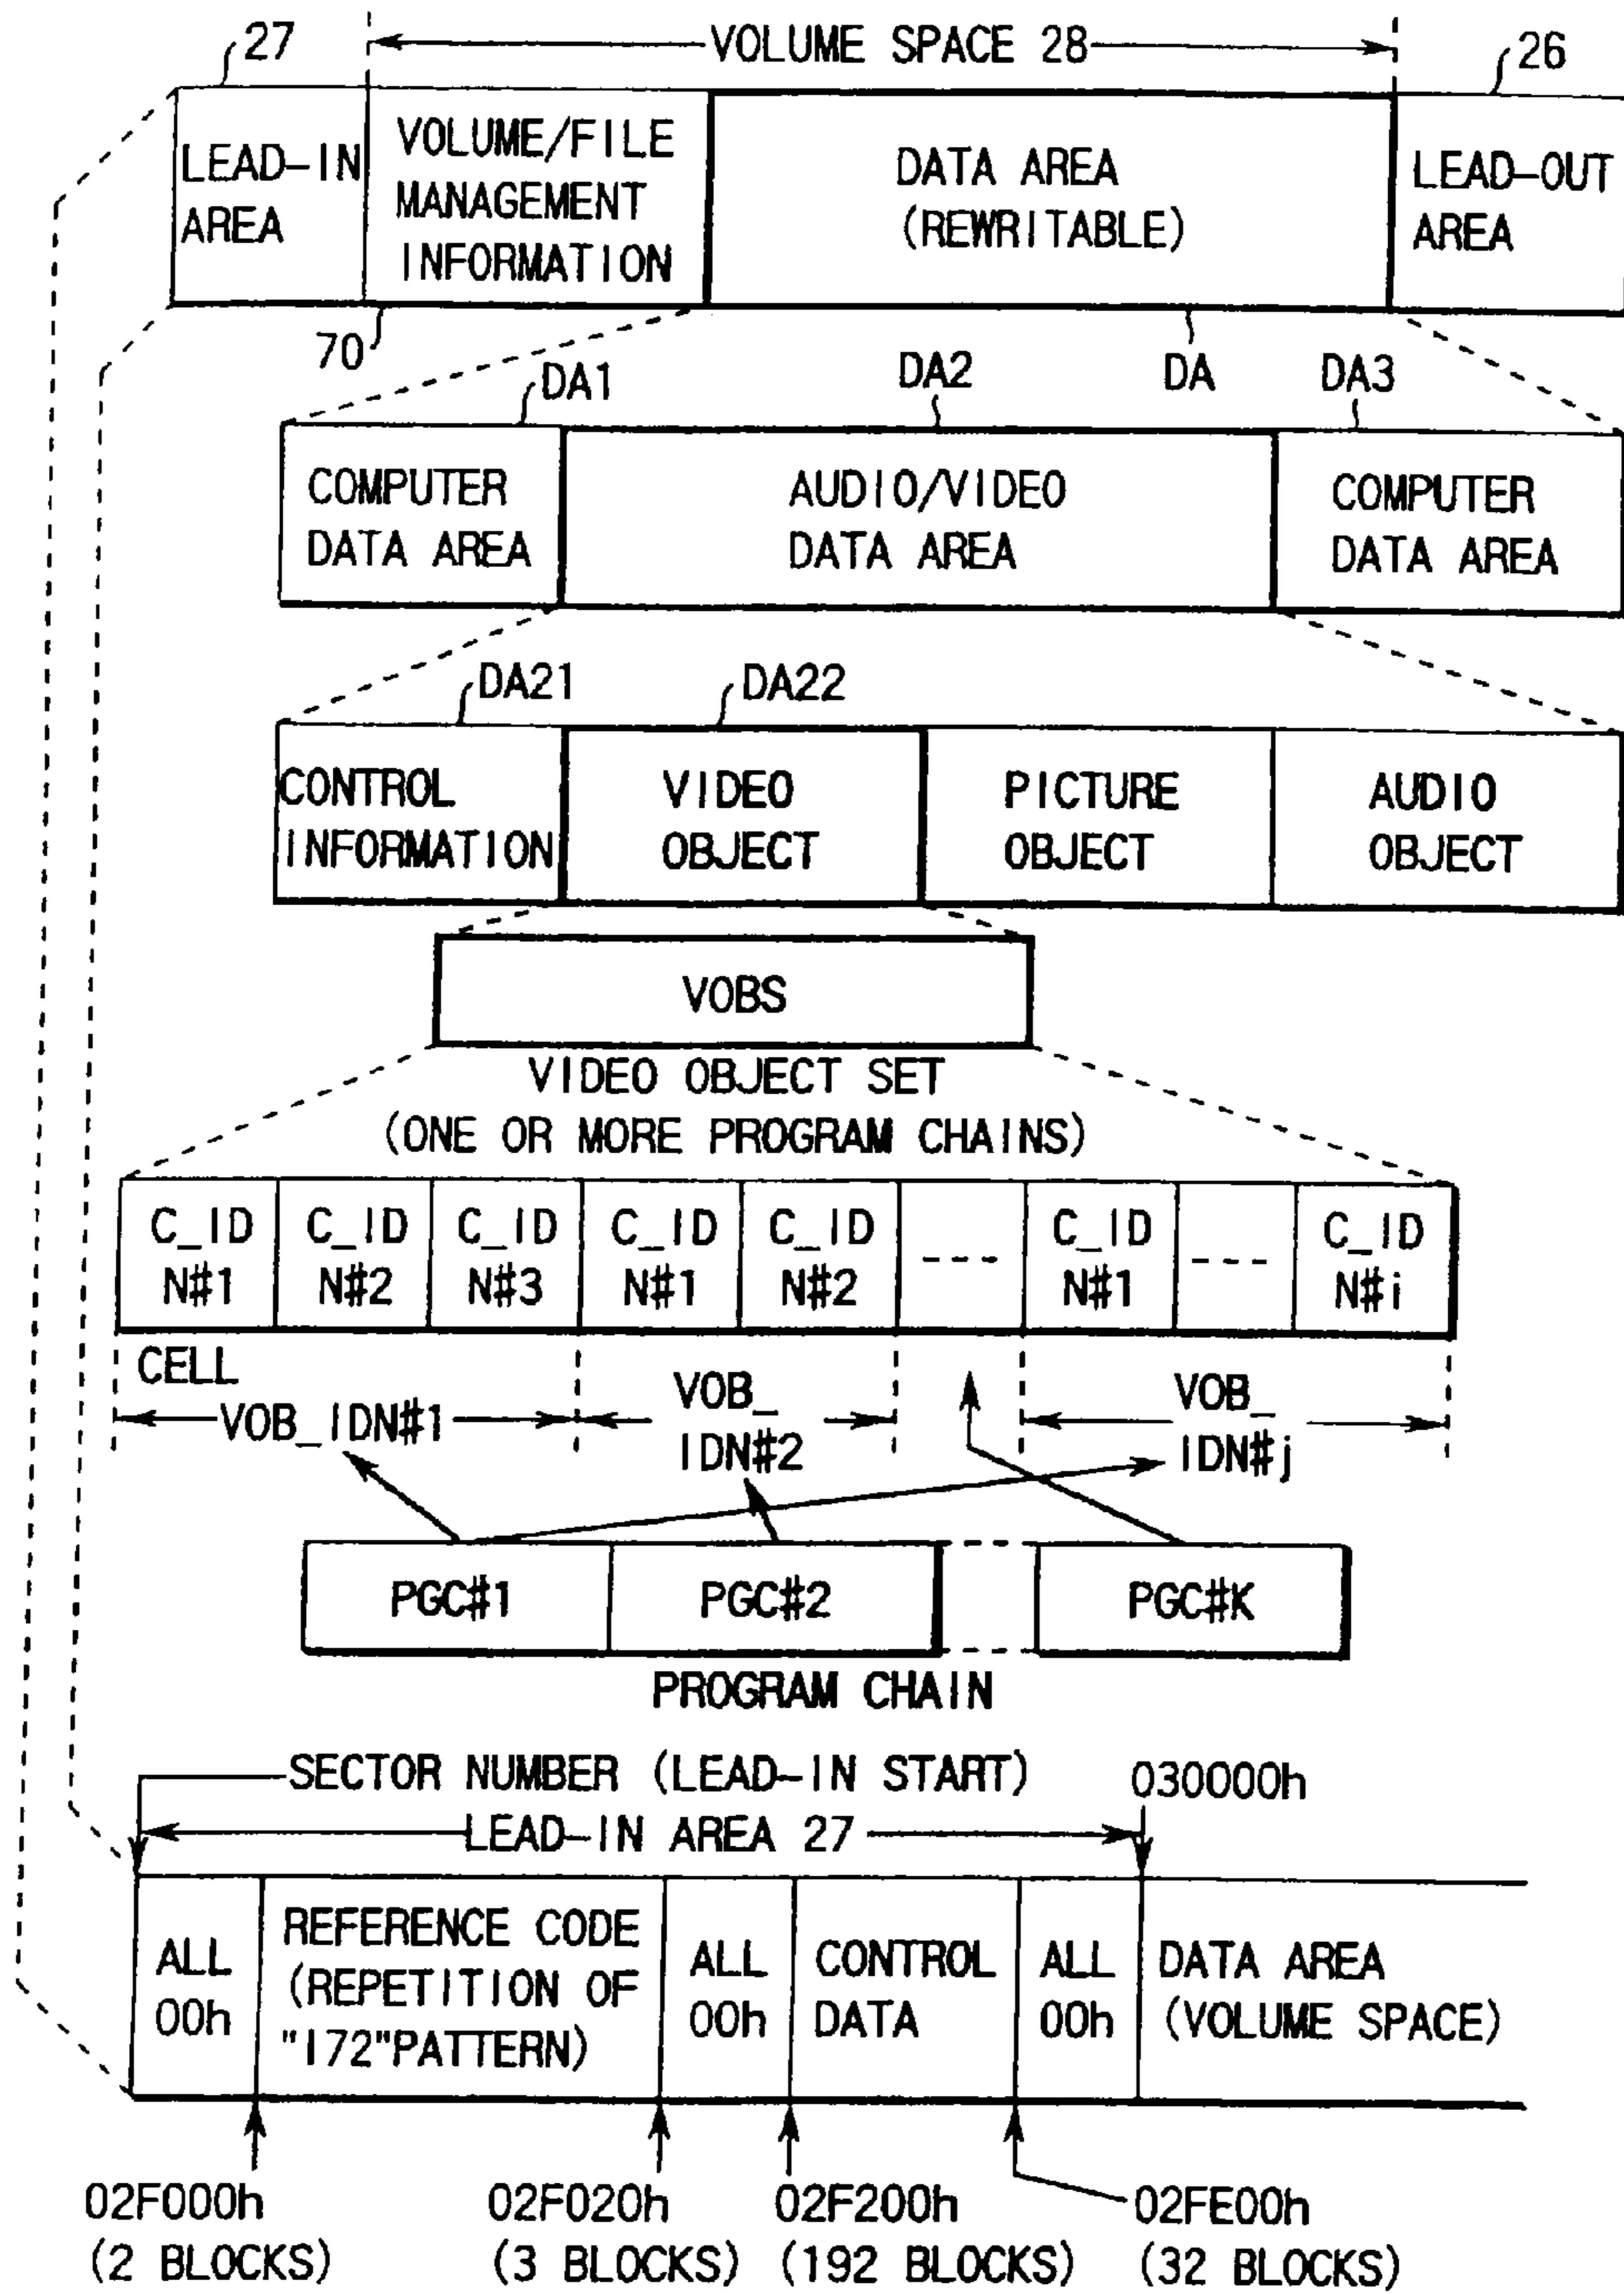 27
VOLUME SPACE 28
26
LEAD-IN
AREA
VOLUME/FILE
MANAGEMENT
INFORMATION
DATA AREA
(REWRITABLE)
LEAD-OUT
AREA
70
DA1
DA2
DA
DA3
COMPUTER
DATA AREA
AUDIO/VIDEO
DATA AREA
COMPUTER
DATA AREA
DA21
DA22
CONTROL
INFORMATION
VIDEO
OBJECT
PICTURE
OBJECT
AUDIO
OBJECT
VOBS
VIDEO OBJECT SET
(ONE OR MORE PROGRAM CHAINS)
C_ID
N#1
C_ID
N#2
C_ID
N#3
C_ID
N#1
C_ID
N#2
----
C_ID
N#1
----
C_ID
N#i
CELL
VOB_IDN#1
VOB_
IDN#2
VOB_
IDN#j
PGC#1
PGC#2
PGC#K
PROGRAM CHAIN
SECTOR NUMBER (LEAD-IN START)
030000h
LEAD-IN AREA 27
ALL
00h
REFERENCE CODE
(REPETITION OF
"172"PATTERN)
ALL
00h
CONTROL
DATA
ALL
00h
DATA AREA
(VOLUME SPACE)
02F000h
(2 BLOCKS)
02F020h
(3 BLOCKS)
02F200h
(192 BLOCKS)
02FE00h
(32 BLOCKS)